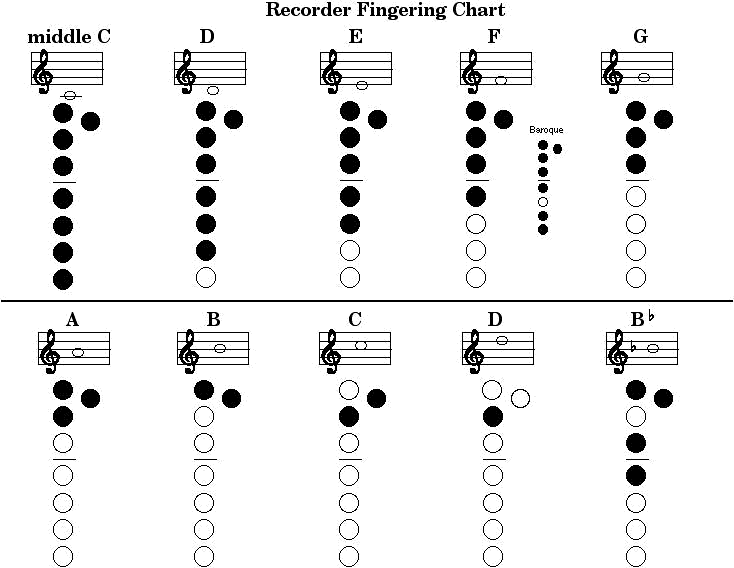 Recorder Fingering Chart
middle C D E F G
Baroque
A B C D B♭